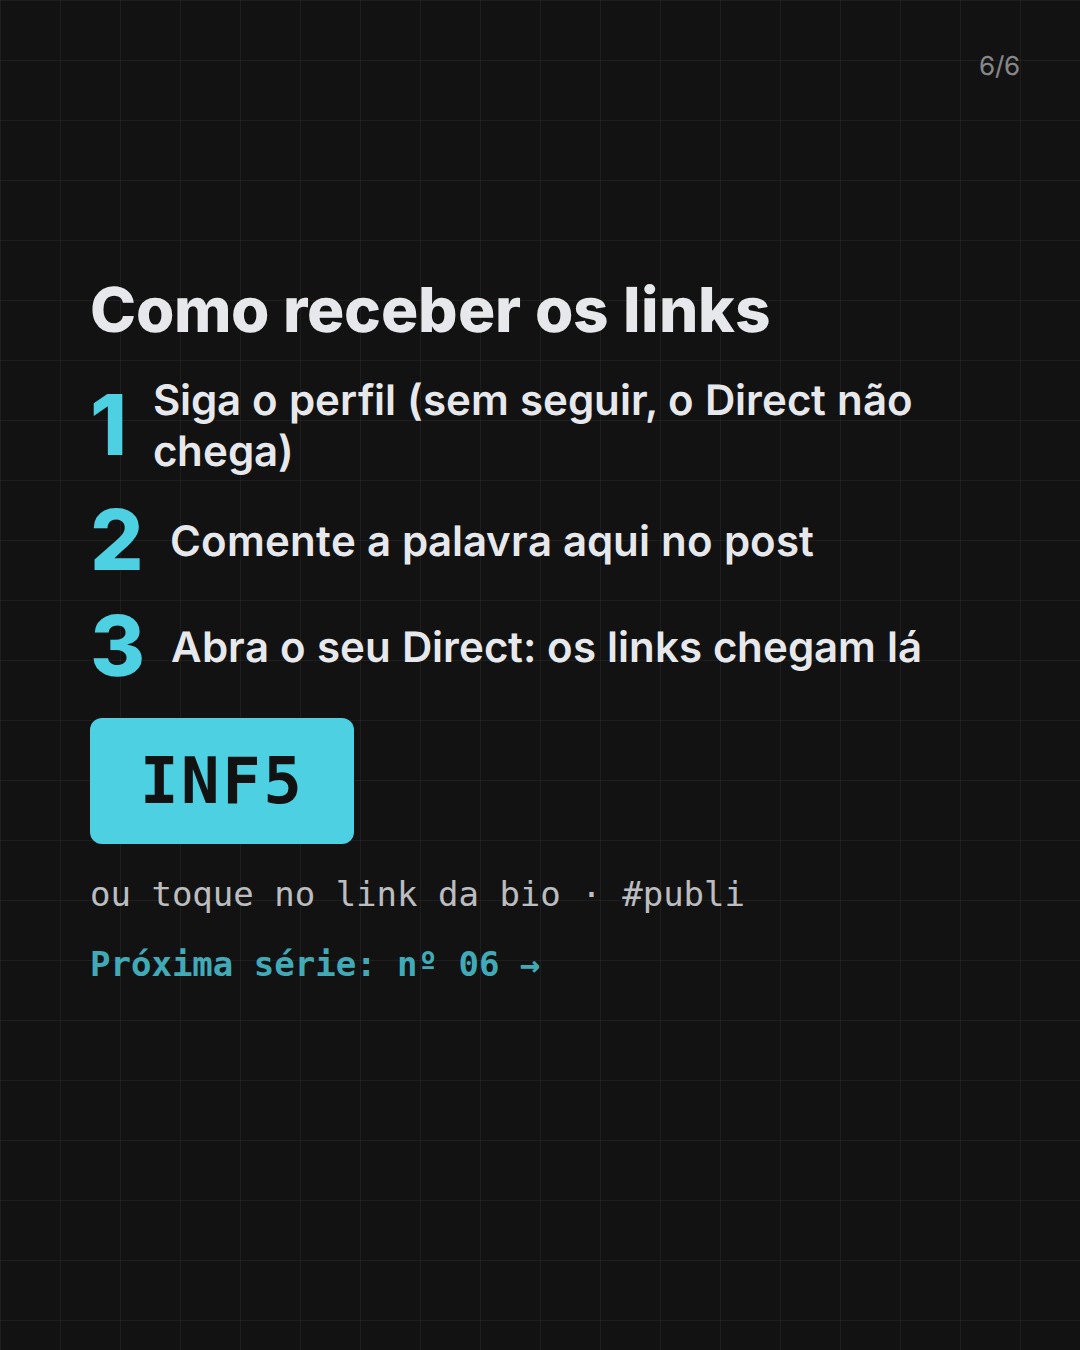 6/6
Como receber os links
1 Siga o perfil (sem seguir, o Direct não
chega)
2 Comente a palavra aqui no post
3 Abra o seu Direct: os links chegam lá
INF5
ou toque no link da bio · #publi
Próxima série: nº 06 →